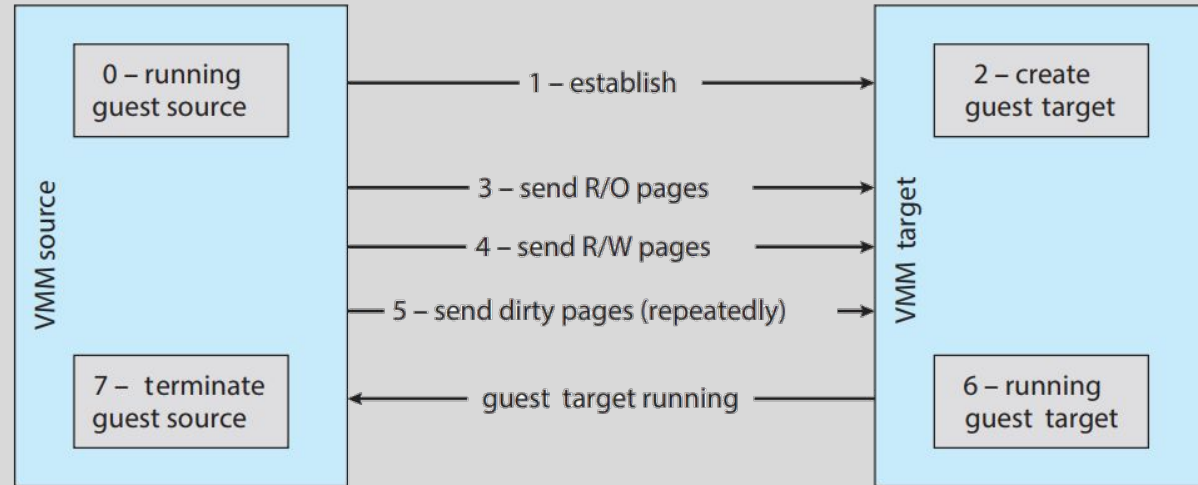 0 – running
guest source
1 – establish
2 – create
guest target
VMM source
3 – send R/O pages
4 – send R/W pages
5 – send dirty pages (repeatedly)
VMM target
7 – terminate
guest source
guest target running
6 – running
guest target